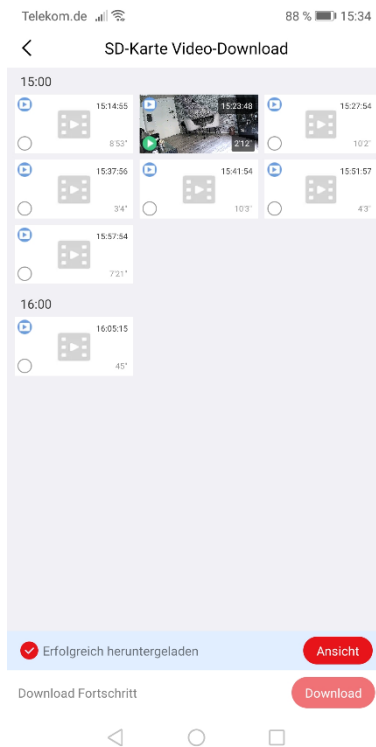 Telekom.de 88 % 15:34
SD-Karte Video-Download
15:00
15:14:55 15:23:48 15:27:54
8'53" 2'12" 10'2"
15:37:56 15:41:54 15:51:57
3'4" 10'3" 4'3"
15:57:54
7'21"
16:00
16:05:15
45"
Erfolgreich heruntergeladen Ansicht
Download Fortschritt Download